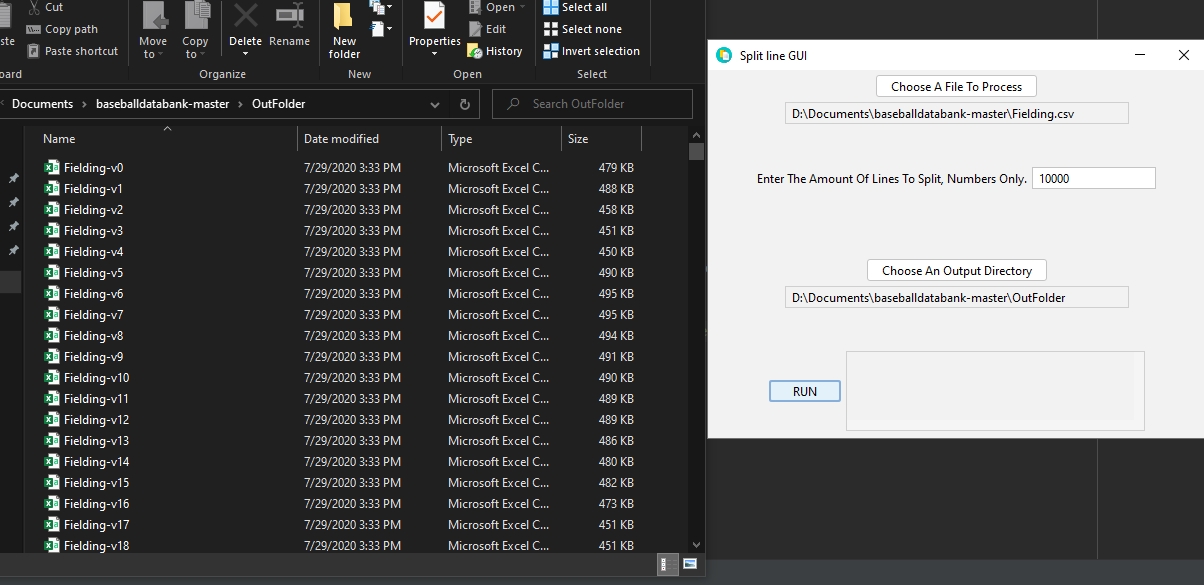 Cut
Copy path
Paste shortcut
ste
oard
Move to
Copy to
Delete
Rename
Organize
New folder
New
Properties
Open
Edit
History
Open
Select all
Select none
Invert selection
Select
Documents > baseballdatabank-master > OutFolder
Search OutFolder
Name Date modified Type Size
Fielding-v0 7/29/2020 3:33 PM Microsoft Excel C... 479 KB
Fielding-v1 7/29/2020 3:33 PM Microsoft Excel C... 488 KB
Fielding-v2 7/29/2020 3:33 PM Microsoft Excel C... 458 KB
Fielding-v3 7/29/2020 3:33 PM Microsoft Excel C... 451 KB
Fielding-v4 7/29/2020 3:33 PM Microsoft Excel C... 450 KB
Fielding-v5 7/29/2020 3:33 PM Microsoft Excel C... 490 KB
Fielding-v6 7/29/2020 3:33 PM Microsoft Excel C... 495 KB
Fielding-v7 7/29/2020 3:33 PM Microsoft Excel C... 495 KB
Fielding-v8 7/29/2020 3:33 PM Microsoft Excel C... 494 KB
Fielding-v9 7/29/2020 3:33 PM Microsoft Excel C... 491 KB
Fielding-v10 7/29/2020 3:33 PM Microsoft Excel C... 490 KB
Fielding-v11 7/29/2020 3:33 PM Microsoft Excel C... 489 KB
Fielding-v12 7/29/2020 3:33 PM Microsoft Excel C... 489 KB
Fielding-v13 7/29/2020 3:33 PM Microsoft Excel C... 486 KB
Fielding-v14 7/29/2020 3:33 PM Microsoft Excel C... 480 KB
Fielding-v15 7/29/2020 3:33 PM Microsoft Excel C... 482 KB
Fielding-v16 7/29/2020 3:33 PM Microsoft Excel C... 473 KB
Fielding-v17 7/29/2020 3:33 PM Microsoft Excel C... 451 KB
Fielding-v18 7/29/2020 3:33 PM Microsoft Excel C... 451 KB
Split line GUI
Choose A File To Process
D:\Documents\baseballdatabank-master\Fielding.csv
Enter The Amount Of Lines To Split, Numbers Only. 10000
Choose An Output Directory
D:\Documents\baseballdatabank-master\OutFolder
RUN